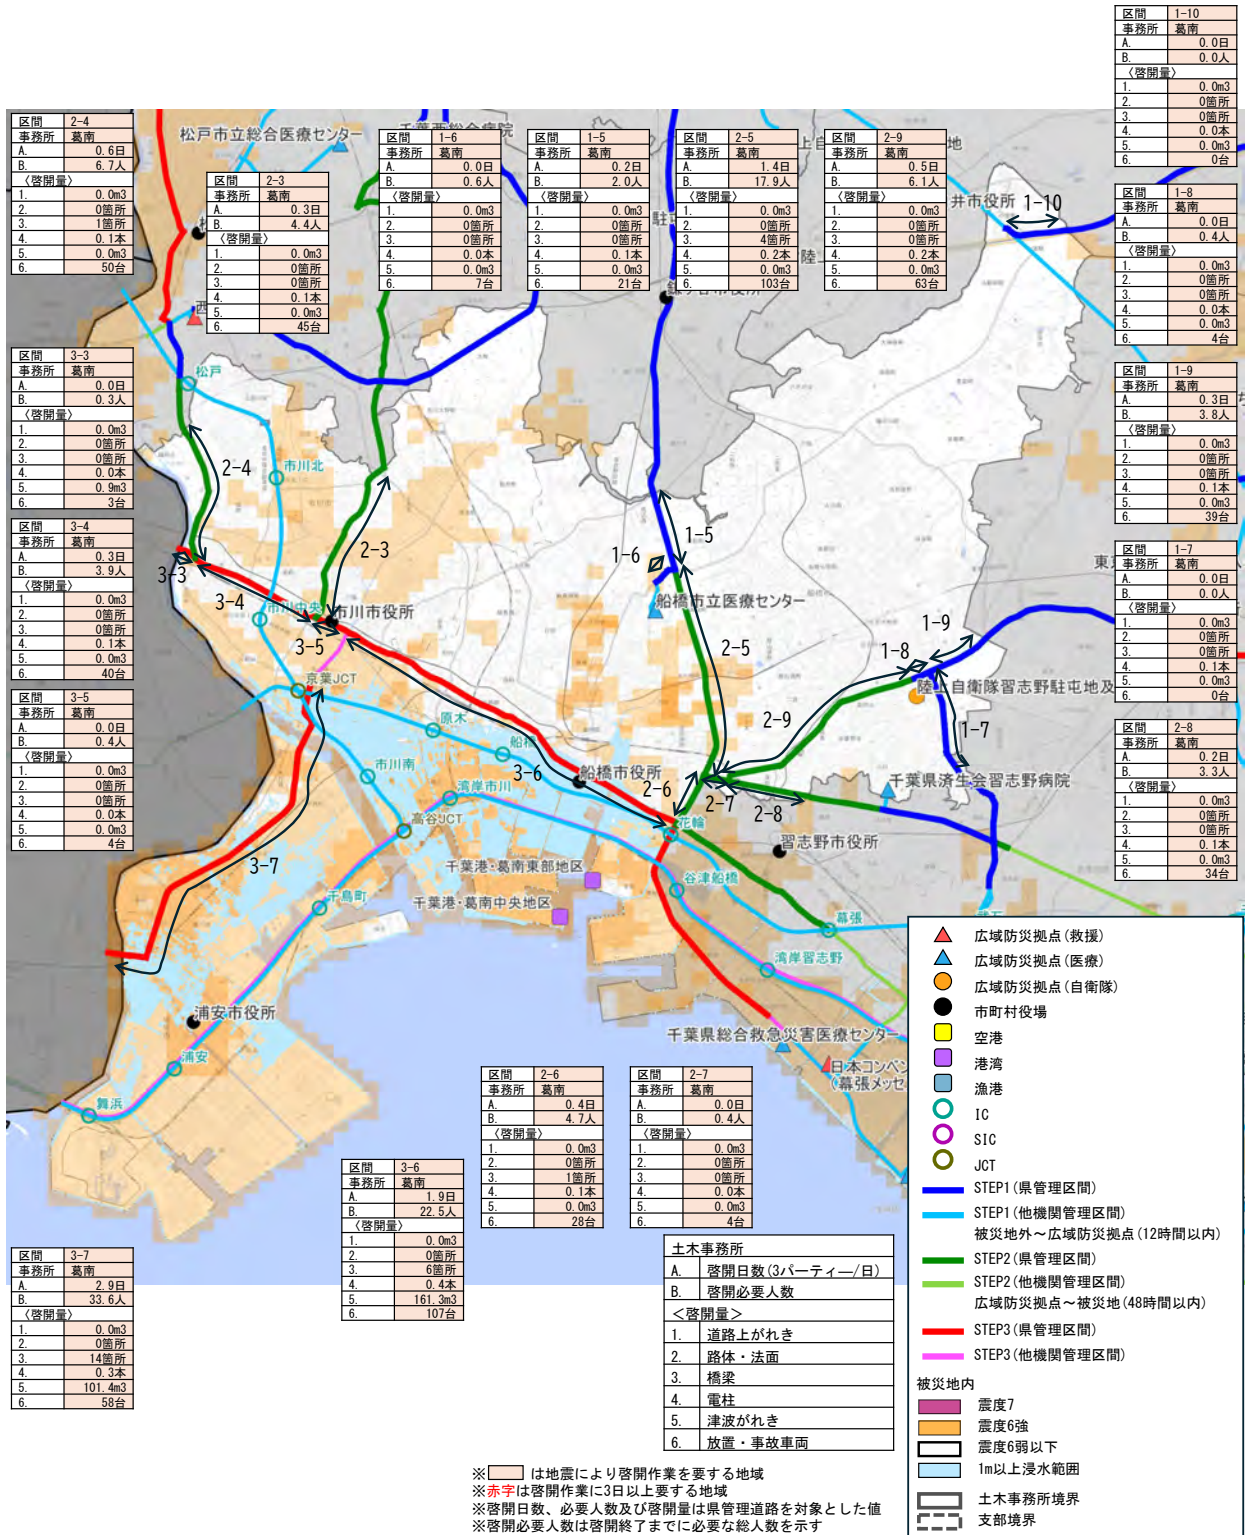 区間 1-10
事務所 葛南
A. 0.0日
B. 0.0人
〈啓開量〉
1. 0.0m3
2. 0箇所
3. 0箇所
4. 0.0本
5. 0.0m3
6. 0台
区間 2-4
事務所 葛南
A. 0.6日
B. 6.7人
〈啓開量〉
1. 0.0m3
2. 0箇所
3. 1箇所
4. 0.1本
5. 0.0m3
6. 50台
区間 2-3
事務所 葛南
A. 0.3日
B. 4.4人
〈啓開量〉
1. 0.0m3
2. 0箇所
3. 0箇所
4. 0.1本
5. 0.0m3
6. 45台
区間 1-6
事務所 葛南
A. 0.0日
B. 0.6人
〈啓開量〉
1. 0.0m3
2. 0箇所
3. 0箇所
4. 0.0本
5. 0.0m3
6. 7台
区間 1-5
事務所 葛南
A. 0.2日
B. 2.0人
〈啓開量〉
1. 0.0m3
2. 0箇所
3. 0箇所
4. 0.1本
5. 0.0m3
6. 21台
区間 2-5
事務所 葛南
A. 1.4日
B. 17.9人
〈啓開量〉
1. 0.0m3
2. 0箇所
3. 4箇所
4. 0.2本
5. 0.0m3
6. 103台
区間 2-9
事務所 葛南
A. 0.5日
B. 6.1人
〈啓開量〉
1. 0.0m3
2. 0箇所
3. 0箇所
4. 0.2本
5. 0.0m3
6. 63台
区間 1-8
事務所 葛南
A. 0.0日
B. 0.4人
〈啓開量〉
1. 0.0m3
2. 0箇所
3. 0箇所
4. 0.0本
5. 0.0m3
6. 4台
区間 3-3
事務所 葛南
A. 0.0日
B. 0.3人
〈啓開量〉
1. 0.0m3
2. 0箇所
3. 0箇所
4. 0.0本
5. 0.9m3
6. 3台
区間 1-9
事務所 葛南
A. 0.3日
B. 3.8人
〈啓開量〉
1. 0.0m3
2. 0箇所
3. 0箇所
4. 0.1本
5. 0.0m3
6. 39台
区間 3-4
事務所 葛南
A. 0.3日
B. 3.9人
〈啓開量〉
1. 0.0m3
2. 0箇所
3. 0箇所
4. 0.1本
5. 0.0m3
6. 40台
区間 1-7
事務所 葛南
A. 0.0日
B. 0.0人
〈啓開量〉
1. 0.0m3
2. 0箇所
3. 0箇所
4. 0.1本
5. 0.0m3
6. 0台
区間 3-5
事務所 葛南
A. 0.0日
B. 0.4人
〈啓開量〉
1. 0.0m3
2. 0箇所
3. 0箇所
4. 0.0本
5. 0.0m3
6. 4台
区間 2-8
事務所 葛南
A. 0.2日
B. 3.3人
〈啓開量〉
1. 0.0m3
2. 0箇所
3. 0箇所
4. 0.1本
5. 0.0m3
6. 34台
松戸市立総合医療センター
千葉西総合病院
井市役所
1-10
松戸
市川北
2-4
2-3
1-5
1-6
船橋市立医療センター
3-3
3-4
市川中央
市川市役所
3-5
2-5
1-9
1-8
陸上自衛隊習志野駐屯地及
京葉JCT
原木
船橋
2-9
1-7
市川南
3-6
船橋市役所
2-6
2-7
2-8
千葉県済生会習志野病院
湾岸市川
高谷JCT
花輪
習志野市役所
3-7
千葉港・葛南東部地区
谷津船橋
千鳥町
千葉港・葛南中央地区
幕張
湾岸習志野
浦安市役所
千葉県総合救急災害医療センター
浦安
日本コンベン
(幕張メッセ
舞浜
区間 2-6
事務所 葛南
A. 0.4日
B. 4.7人
〈啓開量〉
1. 0.0m3
2. 0箇所
3. 1箇所
4. 0.1本
5. 0.0m3
6. 28台
区間 2-7
事務所 葛南
A. 0.0日
B. 0.4人
〈啓開量〉
1. 0.0m3
2. 0箇所
3. 0箇所
4. 0.0本
5. 0.0m3
6. 4台
区間 3-6
事務所 葛南
A. 1.9日
B. 22.5人
〈啓開量〉
1. 0.0m3
2. 0箇所
3. 6箇所
4. 0.4本
5. 161.3m3
6. 107台
区間 3-7
事務所 葛南
A. 2.9日
B. 33.6人
〈啓開量〉
1. 0.0m3
2. 0箇所
3. 14箇所
4. 0.3本
5. 101.4m3
6. 58台
土木事務所
A. 啓開日数(3パーティー/日)
B. 啓開必要人数
<啓開量>
1. 道路上がれき
2. 路体・法面
3. 橋梁
4. 電柱
5. 津波がれき
6. 放置・事故車両
広域防災拠点(救援)
広域防災拠点(医療)
広域防災拠点(自衛隊)
市町村役場
空港
港湾
漁港
IC
SIC
JCT
STEP1(県管理区間)
STEP1(他機関管理区間)
被災地外～広域防災拠点(12時間以内)
STEP2(県管理区間)
STEP2(他機関管理区間)
広域防災拠点～被災地(48時間以内)
STEP3(県管理区間)
STEP3(他機関管理区間)
被災地内
震度7
震度6強
震度6弱以下
1m以上浸水範囲
土木事務所境界
支部境界
※ は地震により啓開作業を要する地域
※赤字は啓開作業に3日以上要する地域
※啓開日数、必要人数及び啓開量は県管理道路を対象とした値
※啓開必要人数は啓開終了までに必要な総人数を示す